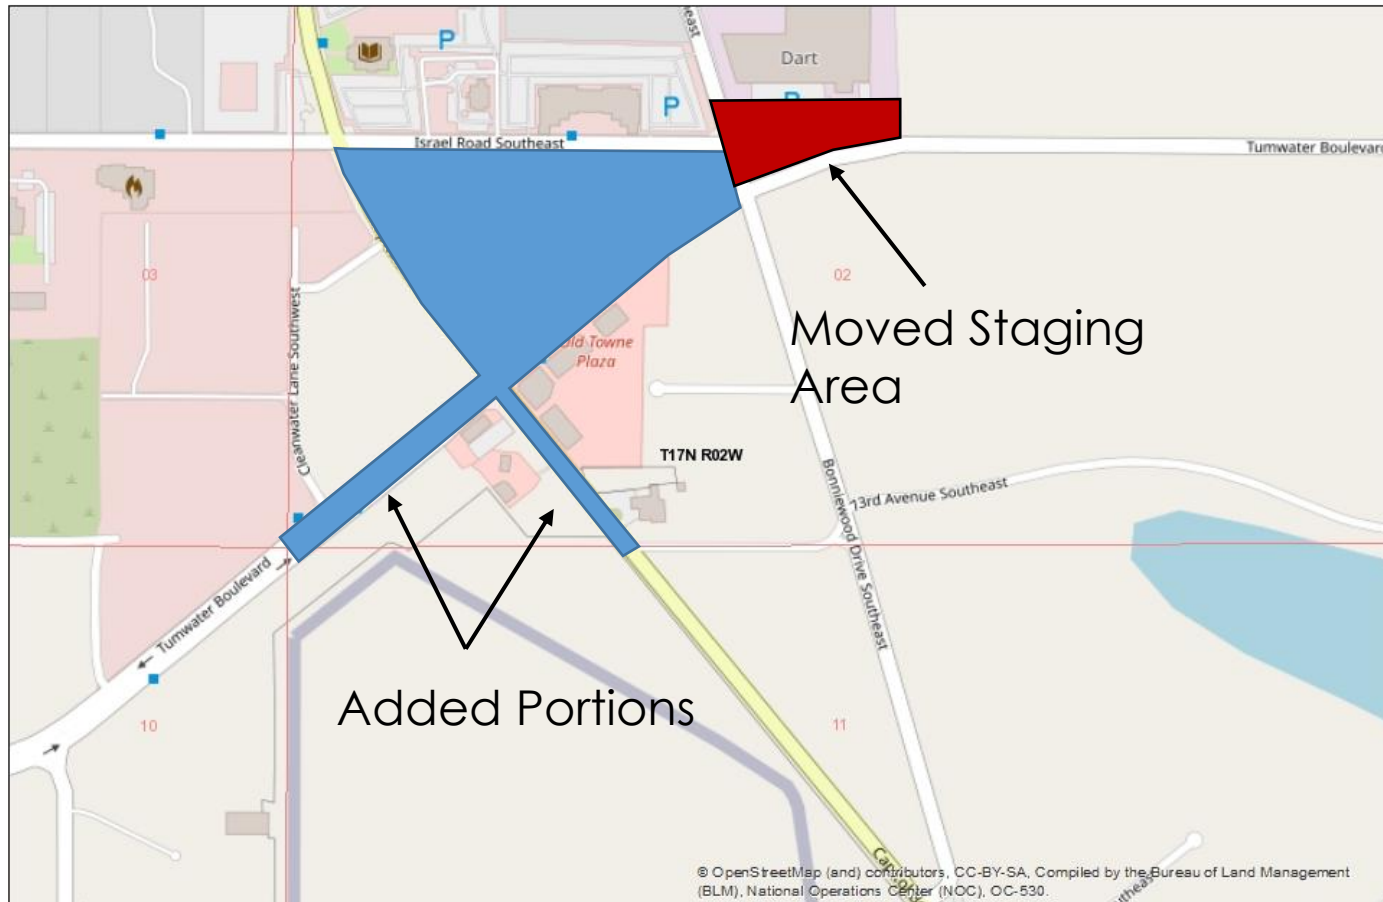 P
Dart
P
Israel Road Southeast
Tumwater Boulevard
03
02
Moved Staging
Area
Old Towne
Plaza
Cleanwater Lane Southwest
T17N R02W
73rd Avenue Southeast
Bonniewood Drive Southeast
Tumwater Boulevard
Added Portions
10
11
© OpenStreetMap (and) contributors, CC-BY-SA, Compiled by the Bureau of Land Management
(BLM), National Operations Center (NOC), OC-530.